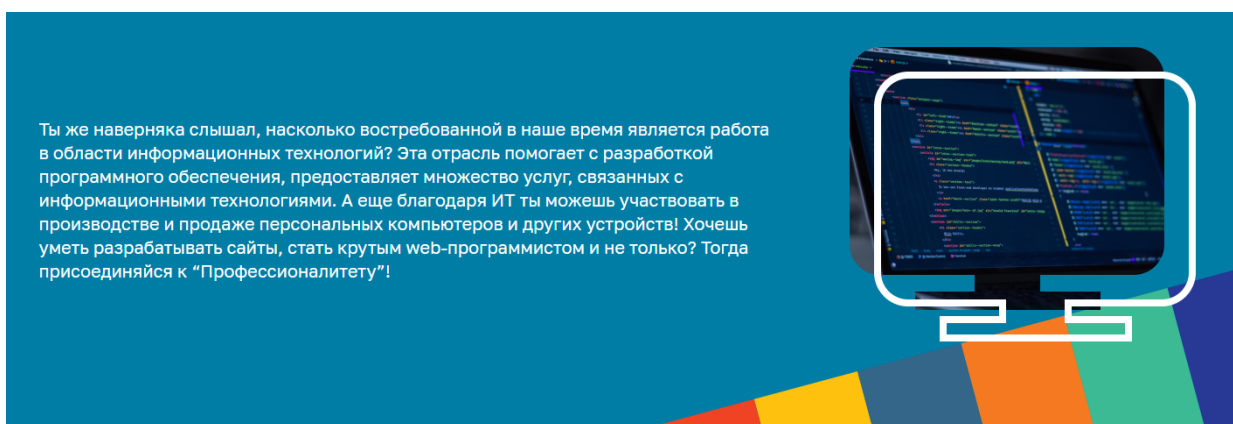 Ты же наверняка слышал, насколько востребованной в наше время является работа
в области информационных технологий? Эта отрасль помогает с разработкой
программного обеспечения, предоставляет множество услуг, связанных с
информационными технологиями. А еще благодаря ИТ ты можешь участвовать в
производстве и продаже персональных компьютеров и других устройств! Хочешь
уметь разрабатывать сайты, стать крутым web-программистом и не только? Тогда
присоединяйся к “Профессионалитету”!